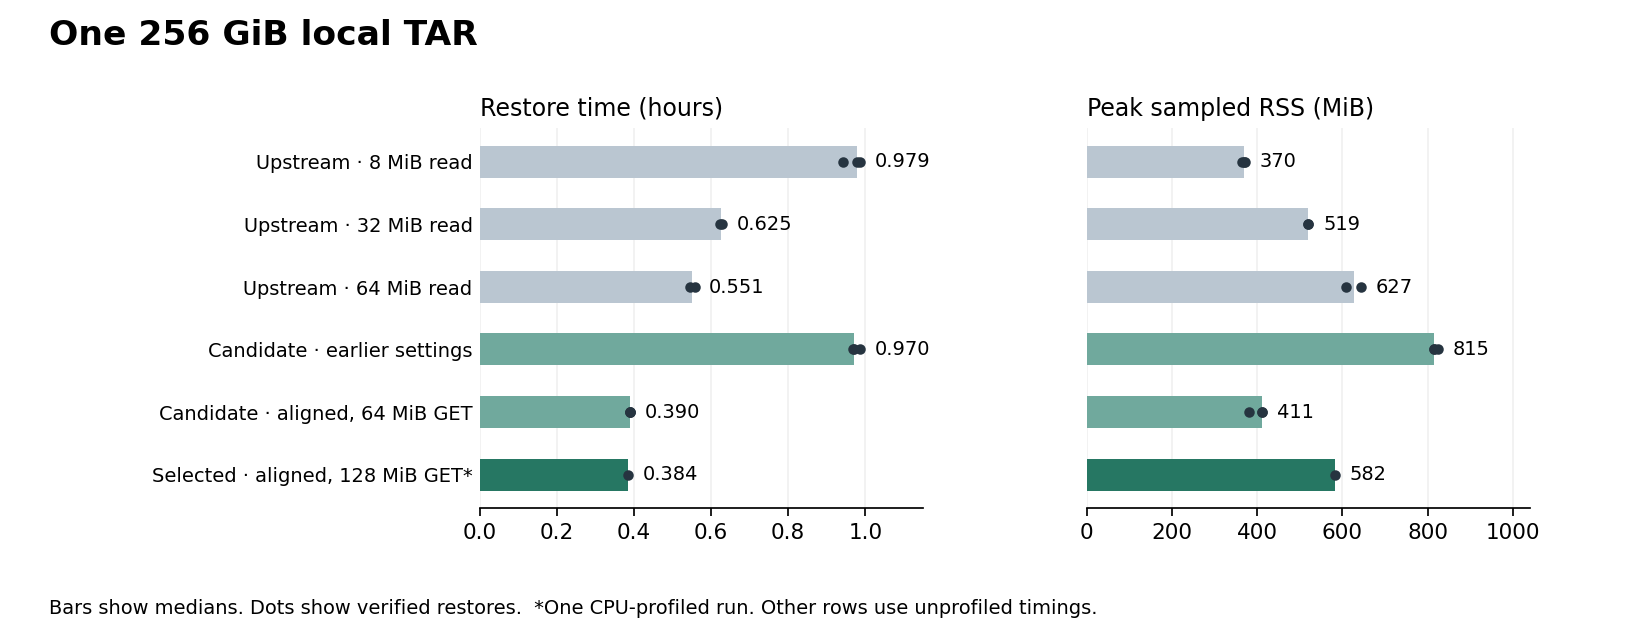 One 256 GiB local TAR
Restore time (hours)
Peak sampled RSS (MiB)
Upstream · 8 MiB read
0.979
370
Upstream · 32 MiB read
0.625
519
Upstream · 64 MiB read
0.551
627
Candidate · earlier settings
0.970
815
Candidate · aligned, 64 MiB GET
0.390
411
Selected · aligned, 128 MiB GET*
0.384
582
0.0 0.2 0.4 0.6 0.8 1.0
0 200 400 600 800 1000
Bars show medians. Dots show verified restores.  *One CPU-profiled run. Other rows use unprofiled timings.